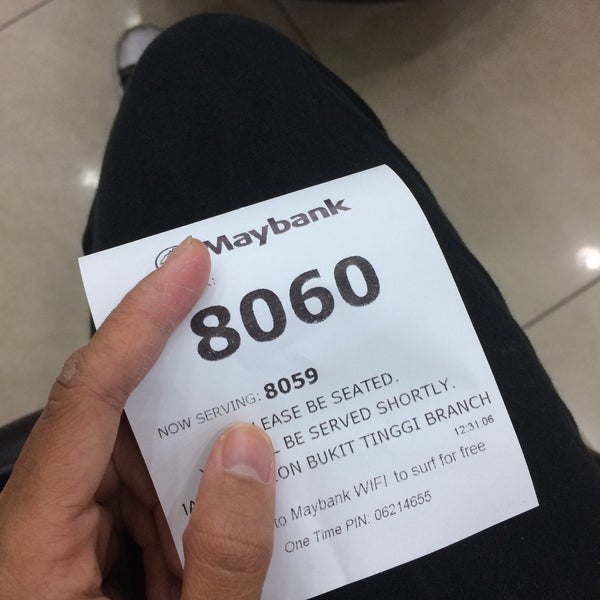 Maybank
8060
NOW SERVING: 8059
LEASE BE SEATED.
BE SERVED SHORTLY.
ON BUKIT TINGGI BRANCH
12:31:06
to Maybank WIFI to surf for free
One Time PIN: 06214655